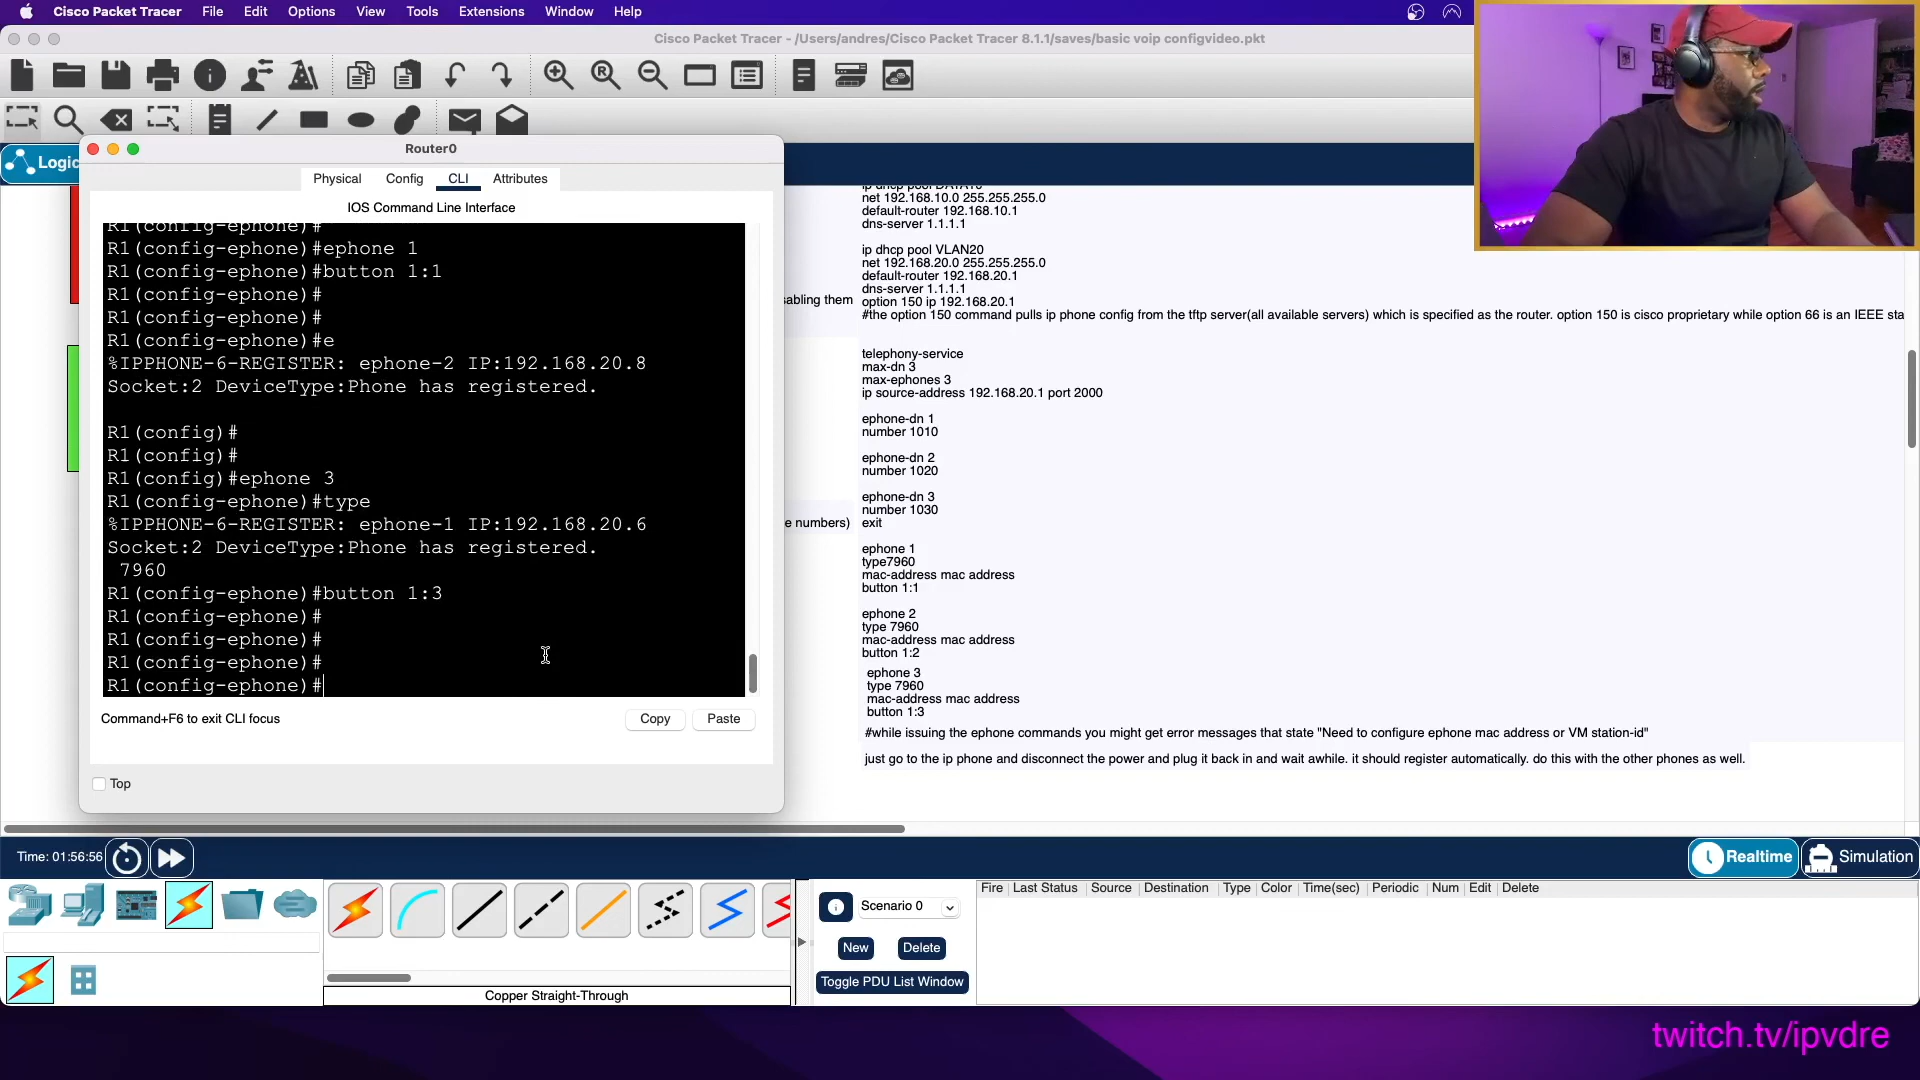 Cisco Packet Tracer File Edit Options View Tools Extensions Window Help
Cisco Packet Tracer - /Users/andres/Cisco Packet Tracer 8.1.1/saves/basic voip configvideo.pkt
Logic
Router0
Physical Config CLI Attributes
IOS Command Line Interface
R1(config-ephone)#
R1(config-ephone)#ephone 1
R1(config-ephone)#button 1:1
R1(config-ephone)#
R1(config-ephone)#
R1(config-ephone)#e
%IPPHONE-6-REGISTER: ephone-2 IP:192.168.20.8
Socket:2 DeviceType:Phone has registered.
R1(config)#
R1(config)#
R1(config)#ephone 3
R1(config-ephone)#type
%IPPHONE-6-REGISTER: ephone-1 IP:192.168.20.6
Socket:2 DeviceType:Phone has registered.
7960
R1(config-ephone)#button 1:3
R1(config-ephone)#
R1(config-ephone)#
R1(config-ephone)#
R1(config-ephone)#
Command+F6 to exit CLI focus
Copy Paste
Top
sabling them
e numbers)
ip dhcp pool
net 192.168.10.0 255.255.255.0
default-router 192.168.10.1
dns-server 1.1.1.1
ip dhcp pool VLAN20
net 192.168.20.0 255.255.255.0
default-router 192.168.20.1
dns-server 1.1.1.1
option 150 ip 192.168.20.1
#the option 150 command pulls ip phone config from the tftp server(all available servers) which is specified as the router. option 150 is cisco proprietary while option 66 is an IEEE sta
telephony-service
max-dn 3
max-ephones 3
ip source-address 192.168.20.1 port 2000
ephone-dn 1
number 1010
ephone-dn 2
number 1020
ephone-dn 3
number 1030
exit
ephone 1
type7960
mac-address mac address
button 1:1
ephone 2
type 7960
mac-address mac address
button 1:2
ephone 3
type 7960
mac-address mac address
button 1:3
#while issuing the ephone commands you might get error messages that state "Need to configure ephone mac address or VM station-id"
just go to the ip phone and disconnect the power and plug it back in and wait awhile. it should register automatically. do this with the other phones as well.
Time: 01:56:56
Realtime Simulation
Scenario 0
New Delete
Toggle PDU List Window
Fire Last Status Source Destination Type Color Time(sec) Periodic Num Edit Delete
Copper Straight-Through
twitch.tv/ipvdre